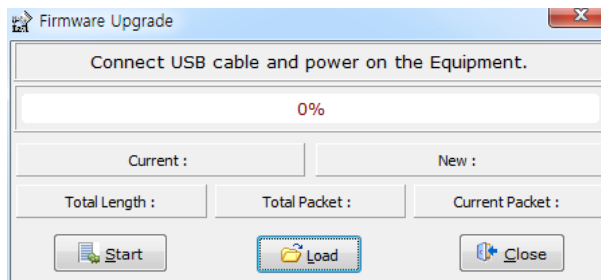 Firmware Upgrade
Connect USB cable and power on the Equipment.
0%
Current :
New :
Total Length :
Total Packet :
Current Packet :
Start
Load
Close